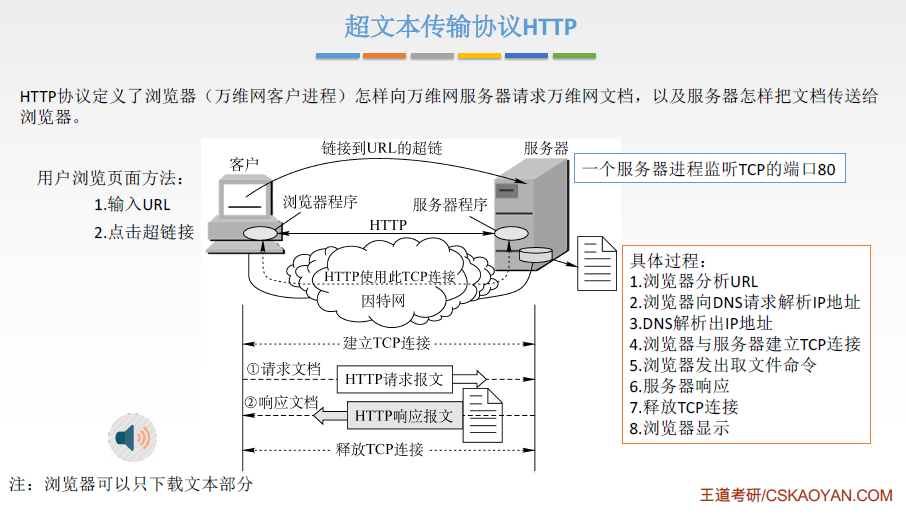 超文本传输协议HTTP
HTTP协议定义了浏览器（万维网客户进程）怎样向万维网服务器请求万维网文档，以及服务器怎样把文档传送给
浏览器。
用户浏览页面方法：
1.输入URL
2.点击超链接
链接到URL的超链
客户
服务器
浏览器程序
服务器程序
HTTP
HTTP使用此TCP连接
因特网
建立TCP连接
①请求文档
HTTP请求报文
②响应文档
HTTP响应报文
释放TCP连接
一个服务器进程监听TCP的端口80
具体过程：
1.浏览器分析URL
2.浏览器向DNS请求解析IP地址
3.DNS解析出IP地址
4.浏览器与服务器建立TCP连接
5.浏览器发出取文件命令
6.服务器响应
7.释放TCP连接
8.浏览器显示
注：浏览器可以只下载文本部分
王道考研/CSKAOYAN.COM